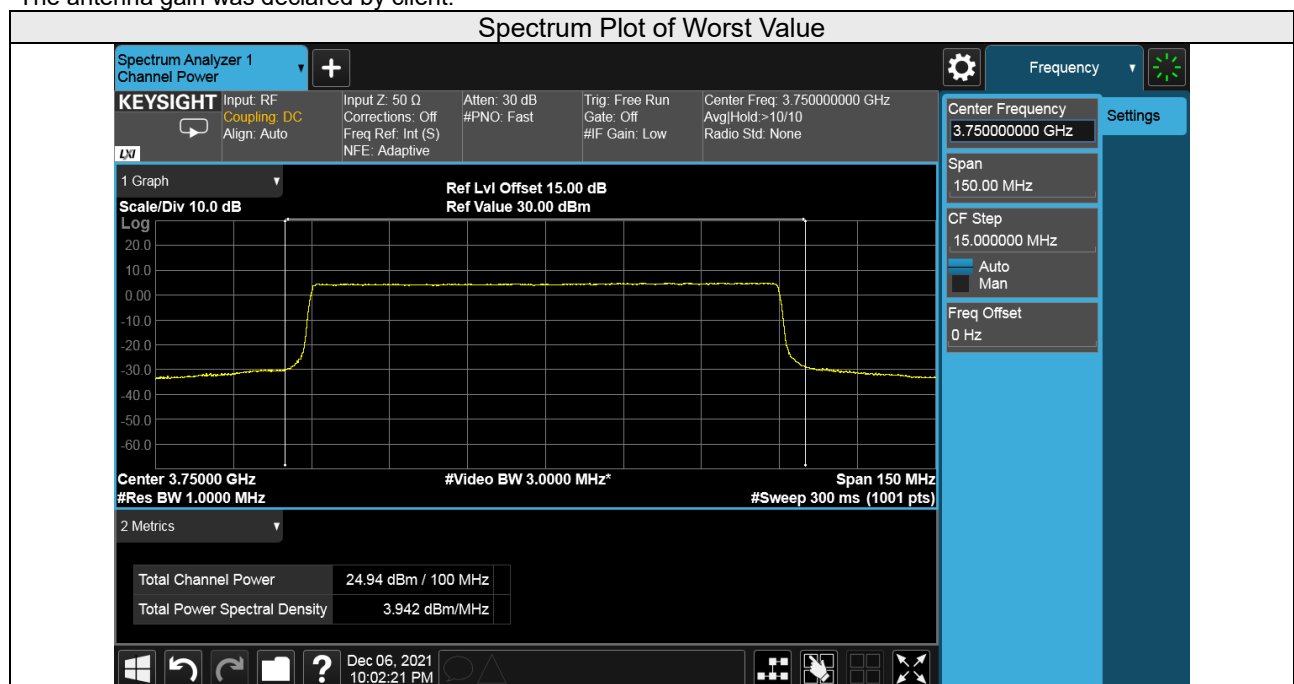 The antenna gain was declared by client.
Spectrum Plot of Worst Value
Spectrum Analyzer 1
Channel Power
Frequency
KEYSIGHT
Input: RF
Coupling: DC
Align: Auto
Input Z: 50 Ω
Corrections: Off
Freq Ref: Int (S)
NFE: Adaptive
Atten: 30 dB
#PNO: Fast
Trig: Free Run
Gate: Off
#IF Gain: Low
Center Freq: 3.750000000 GHz
Avg|Hold:>10/10
Radio Std: None
LXI
Center Frequency
3.750000000 GHz
Settings
Span
150.00 MHz
CF Step
15.000000 MHz
Auto
Man
Freq Offset
0 Hz
1 Graph
Scale/Div 10.0 dB
Ref Lvl Offset 15.00 dB
Ref Value 30.00 dBm
Log
20.0
10.0
0.00
-10.0
-20.0
-30.0
-40.0
-50.0
-60.0
Center 3.75000 GHz
#Video BW 3.0000 MHz*
Span 150 MHz
#Res BW 1.0000 MHz
#Sweep 300 ms (1001 pts)
2 Metrics
Total Channel Power 24.94 dBm / 100 MHz
Total Power Spectral Density 3.942 dBm/MHz
?
Dec 06, 2021
10:02:21 PM